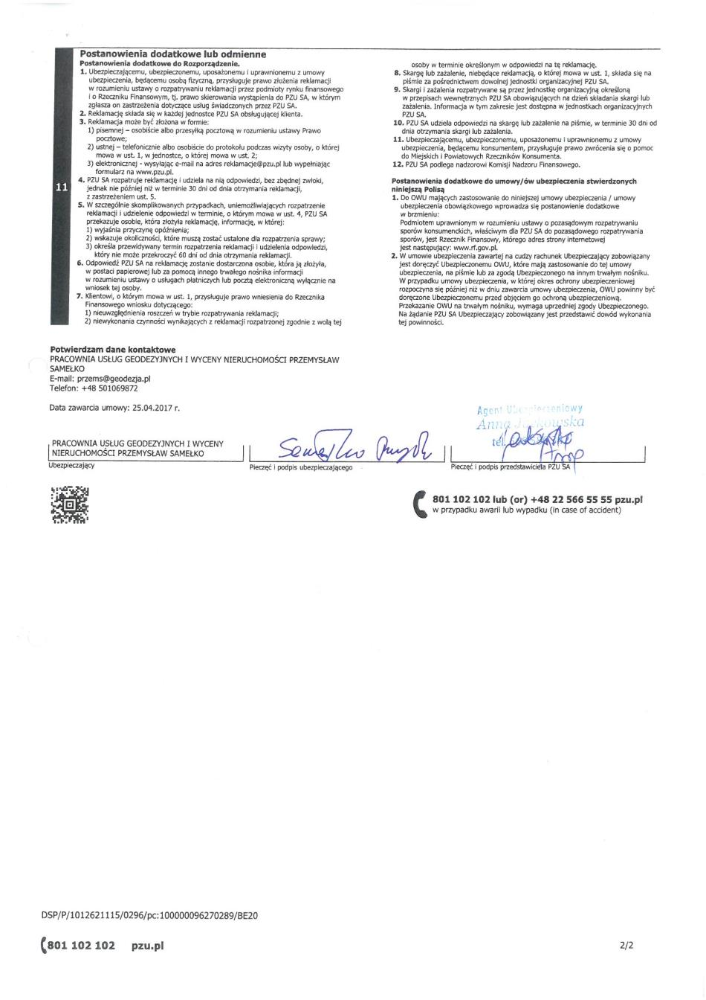 Postanowienia dodatkowe lub odmienne
Postanowienia dodatkowe do Rozporządzenie.
1. Ubezpieczającemu, ubezpieczonemu, uposażonemu i uprawnionemu z umowy
ubezpieczenia, będącemu osobą fizyczną, przysługuje prawo złożenia reklamacji
w rozumieniu ustawy o rozpatrywaniu reklamacji przez podmioty rynku finansowego
i o Rzeczniku Finansowym, tj. prawo skierowania wystąpienia do PZU SA, w którym
zgłasza on zastrzeżenia dotyczące usług świadczonych przez PZU SA.
2. Reklamację składa się w każdej jednostce PZU SA obsługującej klienta.
3. Reklamacja może być złożona w formie:
1) pisemnej – osobiście albo przesyłką pocztową w rozumieniu ustawy Prawo
pocztowe;
2) ustnej – telefonicznie albo osobiście do protokołu podczas wizyty osoby, o której
mowa w ust. 1, w jednostce, o której mowa w ust. 2;
3) elektronicznej - wysyłając e-mail na adres reklamacje@pzu.pl lub wypełniając
formularz na www.pzu.pl.
11
4. PZU SA rozpatruje reklamację i udziela na nią odpowiedzi, bez zbędnej zwłoki,
jednak nie później niż w terminie 30 dni od dnia otrzymania reklamacji,
z zastrzeżeniem ust. 5.
5. W szczególnie skomplikowanych przypadkach, uniemożliwiających rozpatrzenie
reklamacji i udzielenie odpowiedzi w terminie, o którym mowa w ust. 4, PZU SA
przekazuje osobie, która złożyła reklamację, informację, w której:
1) wyjaśnia przyczynę opóźnienia;
2) wskazuje okoliczności, które muszą zostać ustalone dla rozpatrzenia sprawy;
3) określa przewidywany termin rozpatrzenia reklamacji i udzielenia odpowiedzi,
który nie może przekroczyć 60 dni od dnia otrzymania reklamacji.
6. Odpowiedź PZU SA na reklamację zostanie dostarczona osobie, która ją złożyła,
w postaci papierowej lub za pomocą innego trwałego nośnika informacji
w rozumieniu ustawy o usługach płatniczych lub pocztą elektroniczną wyłącznie na
wniosek tej osoby.
7. Klientowi, o którym mowa w ust. 1, przysługuje prawo wniesienia do Rzecznika
Finansowego wniosku dotyczącego:
1) nieuwzględnienia roszczeń w trybie rozpatrywania reklamacji;
2) niewykonania czynności wynikających z reklamacji rozpatrzonej zgodnie z wolą tej
osoby w terminie określonym w odpowiedzi na tę reklamację.
8. Skargę lub zażalenie, niebędące reklamacją, o której mowa w ust. 1, składa się na
piśmie za pośrednictwem dowolnej jednostki organizacyjnej PZU SA.
9. Skargi i zażalenia rozpatrywane są przez jednostkę organizacyjną określoną
w przepisach wewnętrznych PZU SA obowiązujących na dzień składania skargi lub
zażalenia. Informacja w tym zakresie jest dostępna w jednostkach organizacyjnych
PZU SA.
10. PZU SA udziela odpowiedzi na skargę lub zażalenie na piśmie, w terminie 30 dni od
dnia otrzymania skargi lub zażalenia.
11. Ubezpieczającemu, ubezpieczonemu, uposażonemu i uprawnionemu z umowy
ubezpieczenia, będącemu konsumentem, przysługuje prawo zwrócenia się o pomoc
do Miejskich i Powiatowych Rzeczników Konsumenta.
12. PZU SA podlega nadzorowi Komisji Nadzoru Finansowego.
Postanowienia dodatkowe do umowy/ów ubezpieczenia stwierdzonych
niniejszą Polisą
1. Do OWU mających zastosowanie do niniejszej umowy ubezpieczenia / umowy
ubezpieczenia obowiązkowego wprowadza się postanowienie dodatkowe
w brzmieniu:
Podmiotem uprawnionym w rozumieniu ustawy o pozasądowym rozpatrywaniu
sporów konsumenckich, właściwym dla PZU SA do pozasądowego rozpatrywania
sporów, jest Rzecznik Finansowy, którego adres strony internetowej
jest następujący: www.rf.gov.pl.
2. W umowie ubezpieczenia zawartej na cudzy rachunek Ubezpieczający zobowiązany
jest doręczyć Ubezpieczonemu OWU, które mają zastosowanie do tej umowy
ubezpieczenia, na piśmie lub za zgodą Ubezpieczonego na innym trwałym nośniku.
W przypadku umowy ubezpieczenia, w której okres ochrony ubezpieczeniowej
rozpoczyna się później niż w dniu zawarcia umowy ubezpieczenia, OWU powinny być
doręczone Ubezpieczonemu przed objęciem go ochroną ubezpieczeniową.
Przekazanie OWU na trwałym nośniku, wymaga uprzedniej zgody Ubezpieczonego.
Na żądanie PZU SA Ubezpieczający zobowiązany jest przedstawić dowód wykonania
tej powinności.
Potwierdzam dane kontaktowe
PRACOWNIA USŁUG GEODEZYJNYCH I WYCENY NIERUCHOMOŚCI PRZEMYSŁAW
SAMEŁKO
E-mail: przems@geodezja.pl
Telefon: +48 501069872
Data zawarcia umowy: 25.04.2017 r.
Agent Ubezpieczeniowy
Anna
tel.
PRACOWNIA USŁUG GEODEZYJNYCH I WYCENY
NIERUCHOMOŚCI PRZEMYSŁAW SAMEŁKO
Ubezpieczający
Samełko
Pieczęć i podpis ubezpieczającego
Pieczęć i podpis przedstawiciela PZU SA
801 102 102 lub (or) +48 22 566 55 55 pzu.pl
w przypadku awarii lub wypadku (in case of accident)
DSP/P/1012621115/0296/pc:100000096270289/BE20
801 102 102 pzu.pl
2/2